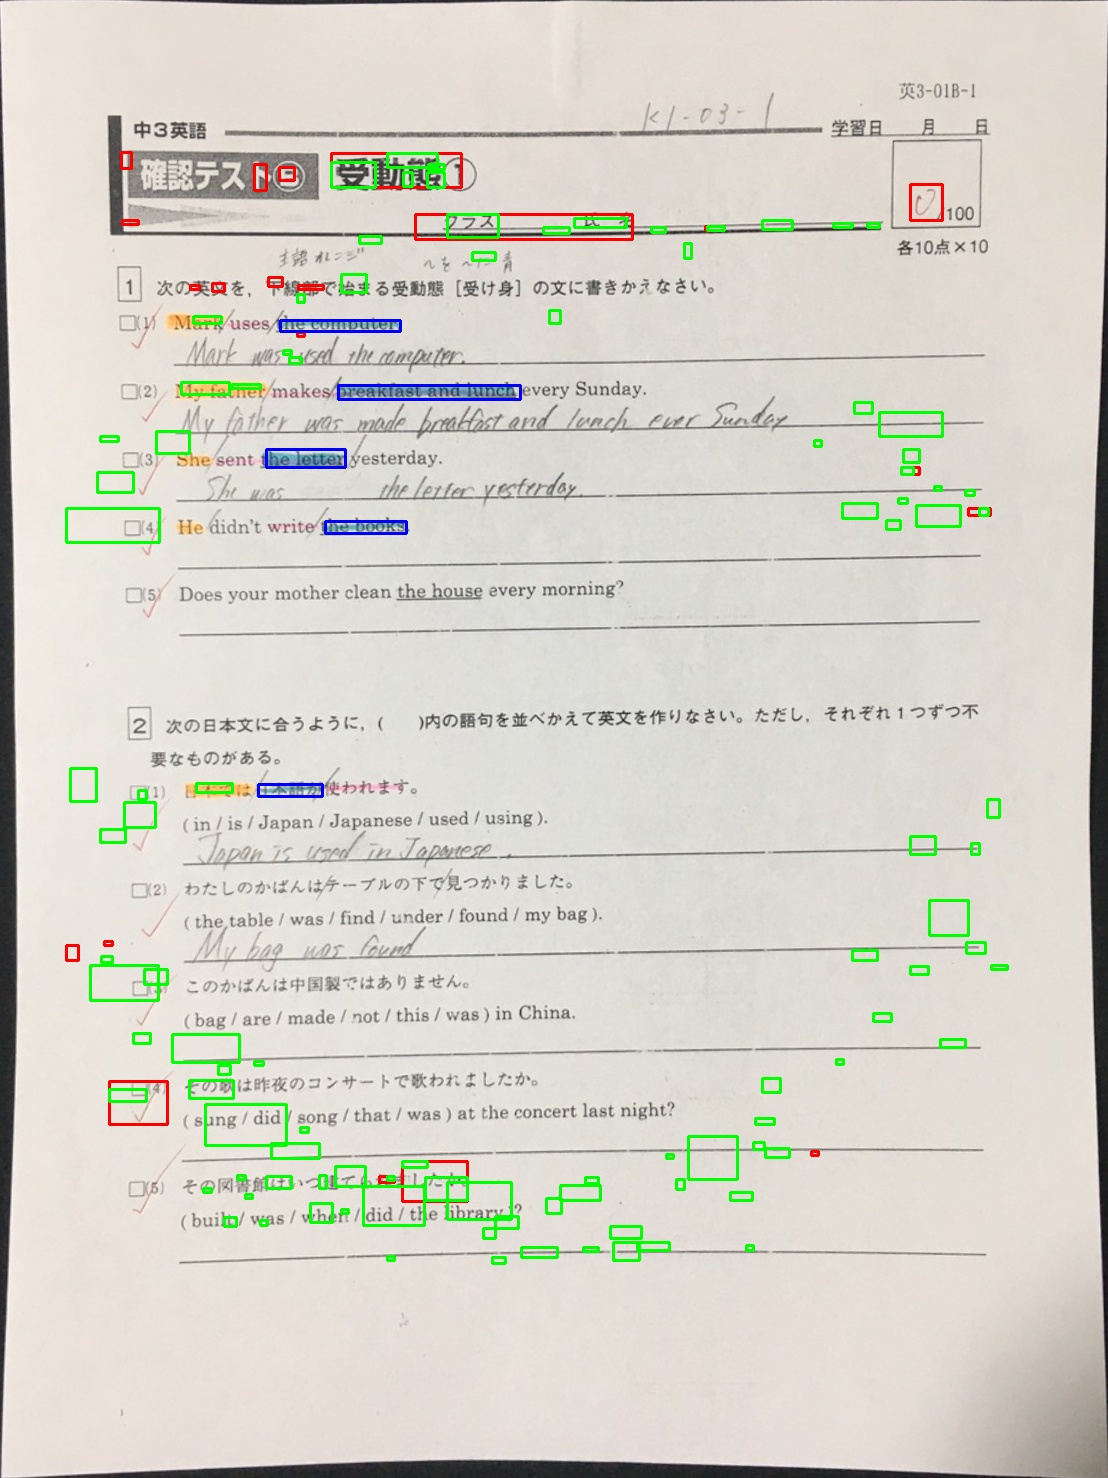 英3-01B-1
K1-03-1
中3英語 学習日 月 日
確認テスト 受動態①
クラス 氏名
0/100
各10点×10
主語オレンジ 〜を 〜に 青
1 次の英文を，下線部で始まる受動態［受け身］の文に書きかえなさい。
□(1) Mark/uses/the computer.
Mark was used the computer.
□(2) My father/makes/breakfast and lunch/every Sunday.
My father was made breakfast and lunch ever Sunday
□(3) She/sent/the letter/yesterday.
She was the letter yesterday.
□(4) He/didn't write/the books.
□(5) Does your mother clean the house every morning?
2 次の日本文に合うように，( )内の語句を並べかえて英文を作りなさい。ただし，それぞれ1つずつ不
要なものがある。
□(1) 日本では/日本語が/使われます。
( in / is / Japan / Japanese / used / using ).
Japan is used in Japanese.
□(2) わたしのかばんは/テーブルの下で/見つかりました。
( the table / was / find / under / found / my bag ).
My bag was found
□(3) このかばんは中国製ではありません。
( bag / are / made / not / this / was ) in China.
□(4) その歌は昨夜のコンサートで歌われましたか。
( sung / did / song / that / was ) at the concert last night?
□(5) その図書館はいつ建てられましたか。
( built / was / when / did / the library )?